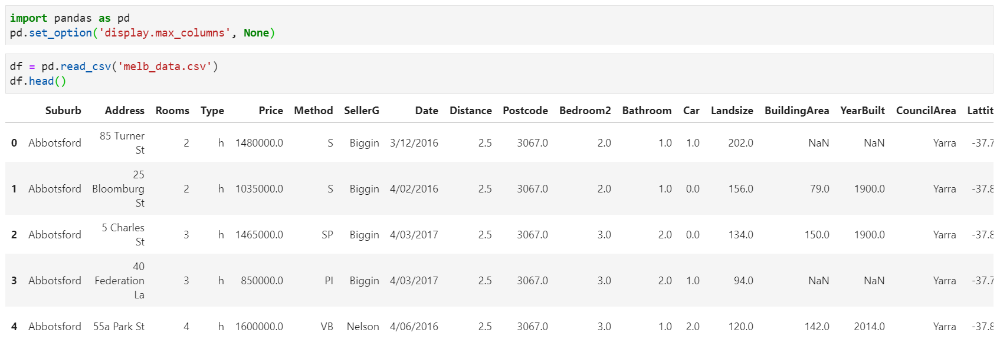 import pandas as pd
pd.set_option('display.max_columns', None)
df = pd.read_csv('melb_data.csv')
df.head()
Suburb Address Rooms Type Price Method SellerG Date Distance Postcode Bedroom2 Bathroom Car Landsize BuildingArea YearBuilt CouncilArea Lattit
0 Abbotsford 85 Turner St 2 h 1480000.0 S Biggin 3/12/2016 2.5 3067.0 2.0 1.0 1.0 202.0 NaN NaN Yarra -37.7
1 Abbotsford 25 Bloomburg St 2 h 1035000.0 S Biggin 4/02/2016 2.5 3067.0 2.0 1.0 0.0 156.0 79.0 1900.0 Yarra -37.8
2 Abbotsford 5 Charles St 3 h 1465000.0 SP Biggin 4/03/2017 2.5 3067.0 3.0 2.0 0.0 134.0 150.0 1900.0 Yarra -37.8
3 Abbotsford 40 Federation La 3 h 850000.0 PI Biggin 4/03/2017 2.5 3067.0 3.0 2.0 1.0 94.0 NaN NaN Yarra -37.7
4 Abbotsford 55a Park St 4 h 1600000.0 VB Nelson 4/06/2016 2.5 3067.0 3.0 1.0 2.0 120.0 142.0 2014.0 Yarra -37.8